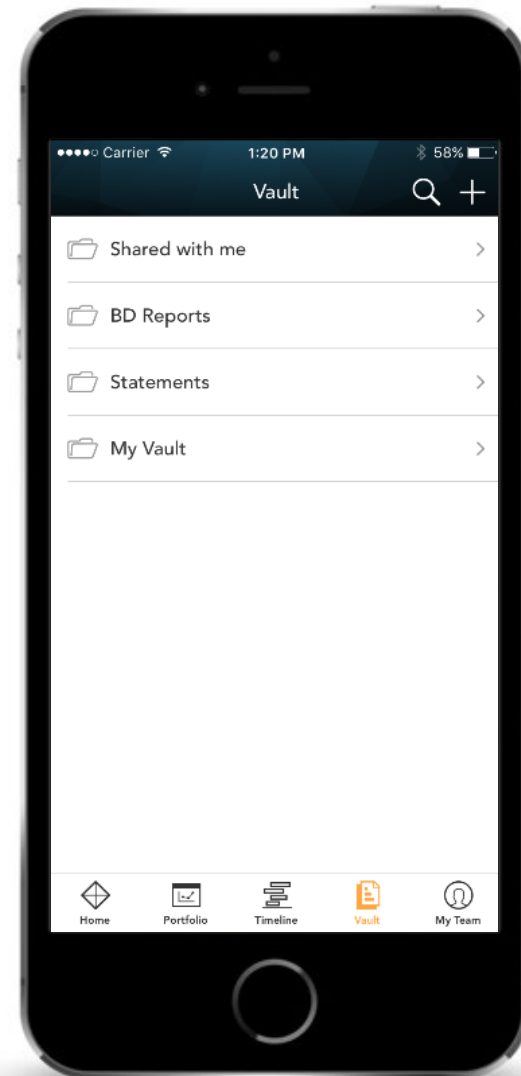 Carrier 1:20 PM 58%
Vault
Shared with me
BD Reports
Statements
My Vault
Home Portfolio Timeline Vault My Team